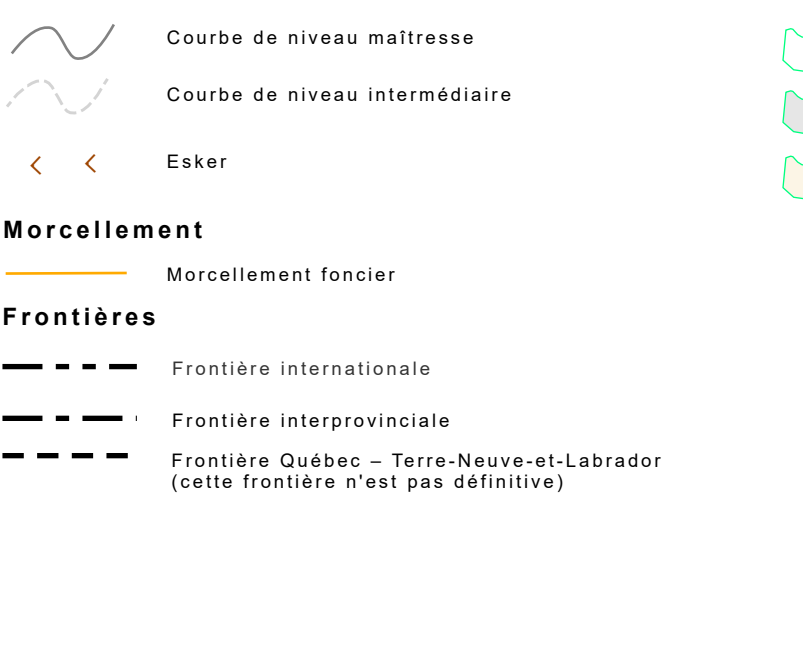 Courbe de niveau maîtresse
Courbe de niveau intermédiaire
Esker
Morcellement
Morcellement foncier
Frontières
Frontière internationale
Frontière interprovinciale
Frontière Québec – Terre-Neuve-et-Labrador
(cette frontière n'est pas définitive)